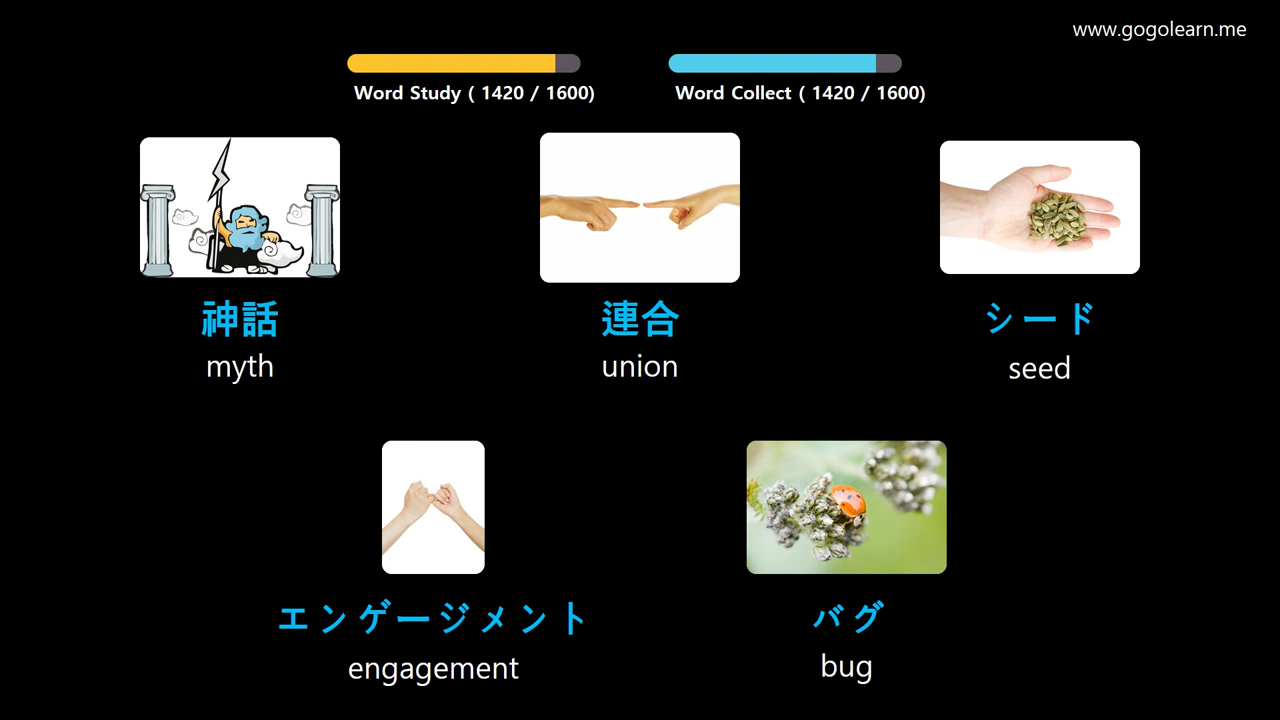 www.gogolearn.me
Word Study ( 1420 / 1600)
Word Collect ( 1420 / 1600)
神話
myth
連合
union
シード
seed
エンゲージメント
engagement
バグ
bug